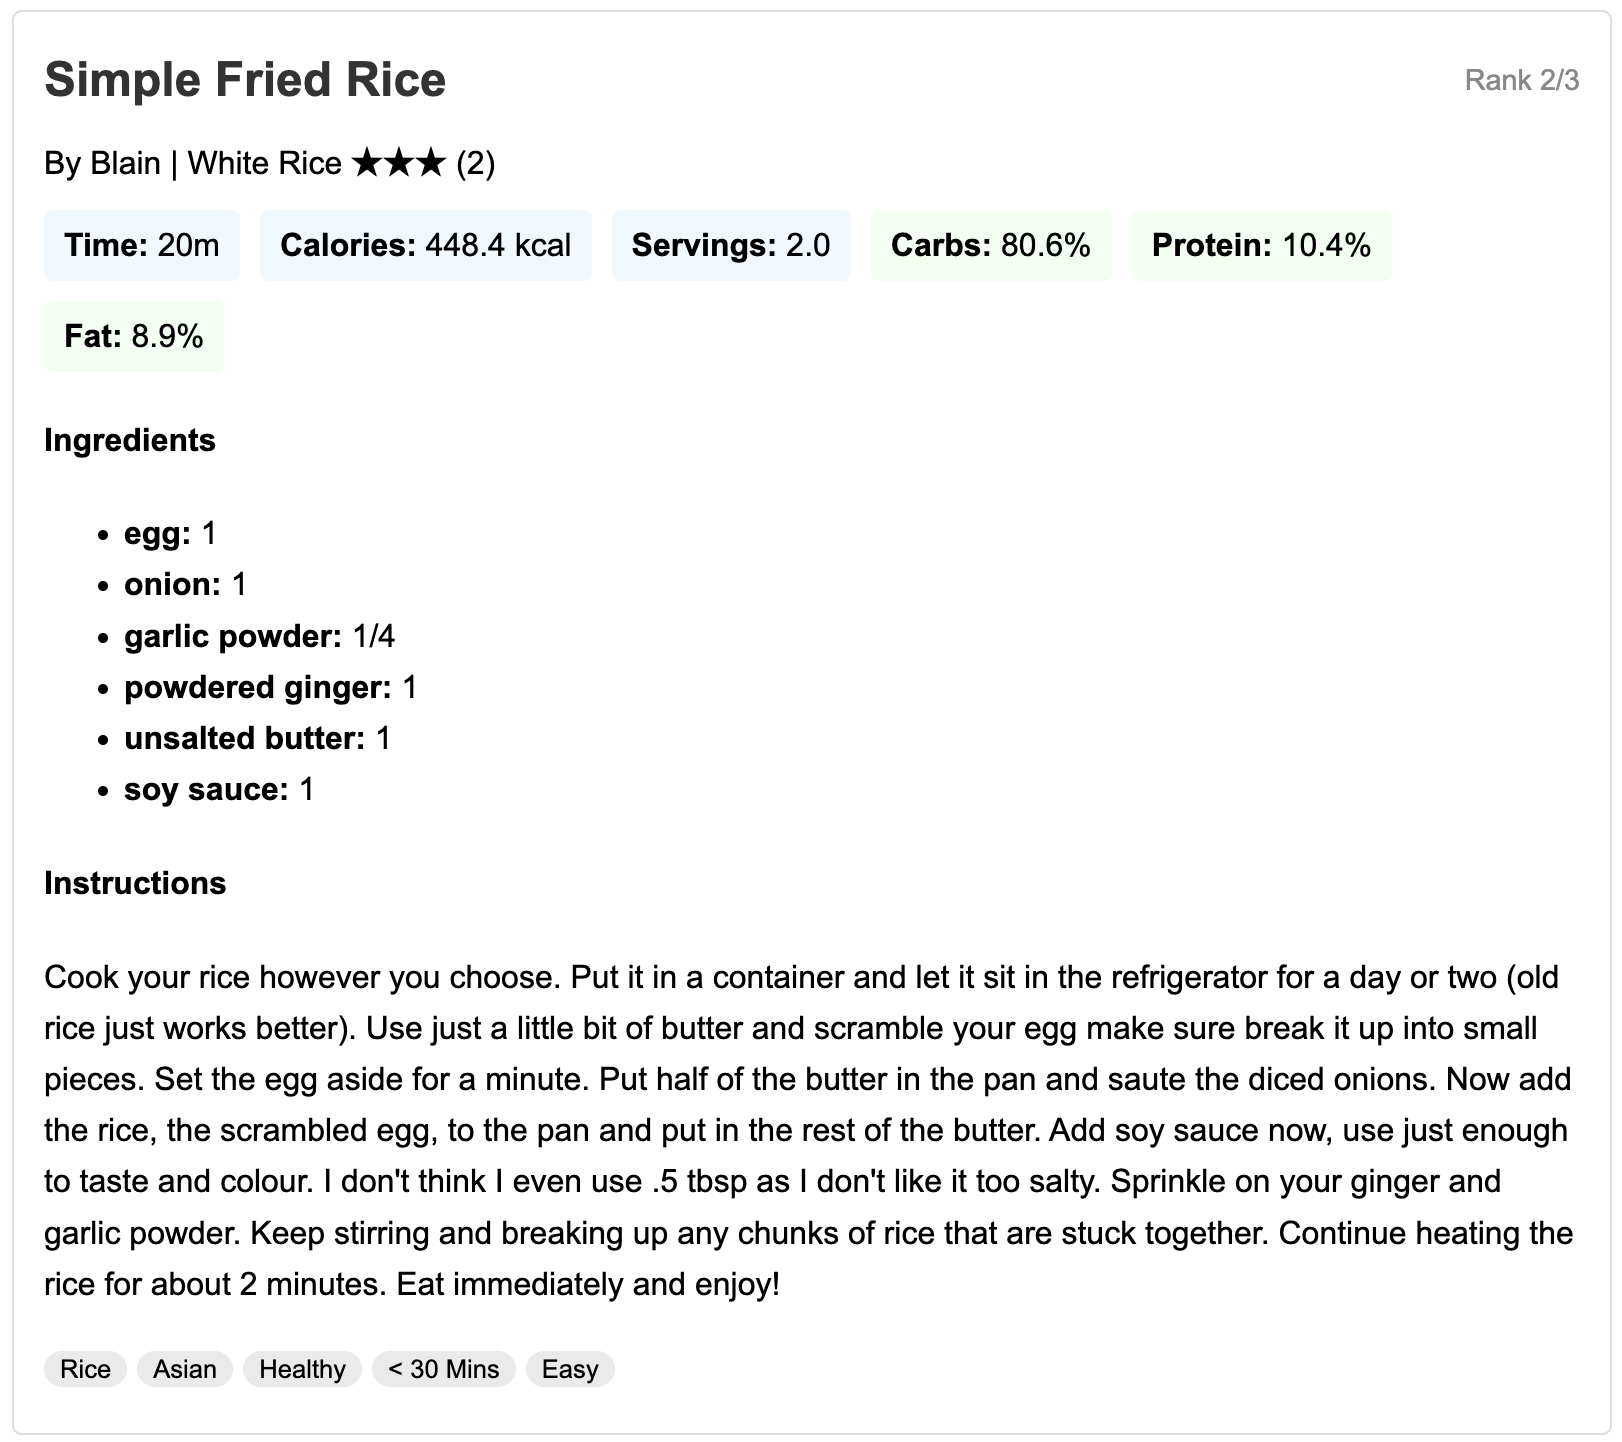 Simple Fried Rice
Rank 2/3
By Blain | White Rice ★★★ (2)
Time: 20m Calories: 448.4 kcal Servings: 2.0 Carbs: 80.6% Protein: 10.4%
Fat: 8.9%
Ingredients
• egg: 1
• onion: 1
• garlic powder: 1/4
• powdered ginger: 1
• unsalted butter: 1
• soy sauce: 1
Instructions
Cook your rice however you choose. Put it in a container and let it sit in the refrigerator for a day or two (old
rice just works better). Use just a little bit of butter and scramble your egg make sure break it up into small
pieces. Set the egg aside for a minute. Put half of the butter in the pan and saute the diced onions. Now add
the rice, the scrambled egg, to the pan and put in the rest of the butter. Add soy sauce now, use just enough
to taste and colour. I don't think I even use .5 tbsp as I don't like it too salty. Sprinkle on your ginger and
garlic powder. Keep stirring and breaking up any chunks of rice that are stuck together. Continue heating the
rice for about 2 minutes. Eat immediately and enjoy!
Rice Asian Healthy < 30 Mins Easy